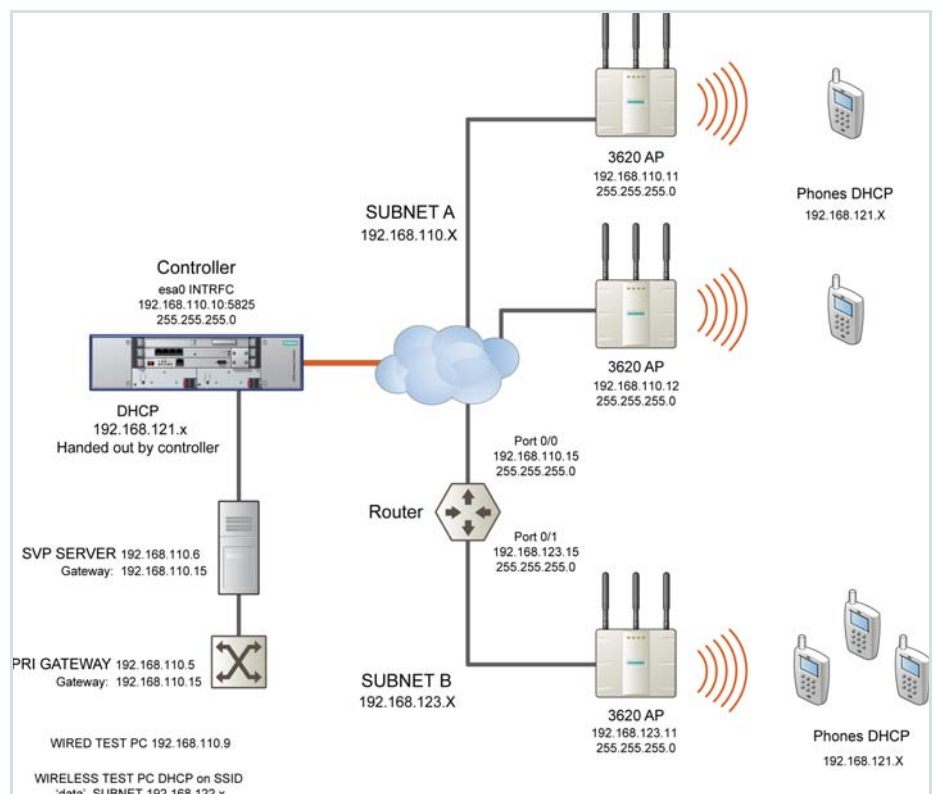 3620 AP
192.168.110.11
255.255.255.0
Phones DHCP
192.168.121.X
SUBNET A
192.168.110.X
Controller
esa0 INTRFC
192.168.110.10:5825
255.255.255.0
3620 AP
192.168.110.12
255.255.255.0
DHCP
192.168.121.x
Handed out by controller
Port 0/0
192.168.110.15
255.255.255.0
Router
Port 0/1
192.168.123.15
255.255.255.0
SVP SERVER 192.168.110.6
Gateway: 192.168.110.15
PRI GATEWAY 192.168.110.5
Gateway: 192.168.110.15
SUBNET B
192.168.123.X
3620 AP
192.168.123.11
255.255.255.0
Phones DHCP
192.168.121.X
WIRED TEST PC 192.168.110.9
WIRELESS TEST PC DHCP on SSID
'data', SUBNET 192.168.122.x